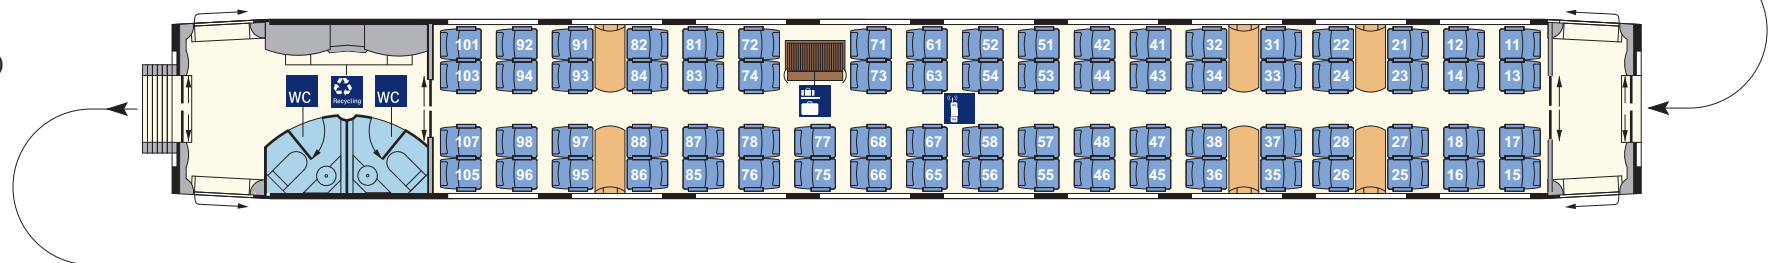 101 92 91 82 81 72 71 61 52 51 42 41 32 31 22 21 12 11
103 94 93 84 83 74 73 63 54 53 44 43 34 33 24 23 14 13
WC Recycling WC
107 98 97 88 87 78 77 68 67 58 57 48 47 38 37 28 27 18 17
105 96 95 86 85 76 75 66 65 56 55 46 45 36 35 26 25 16 15